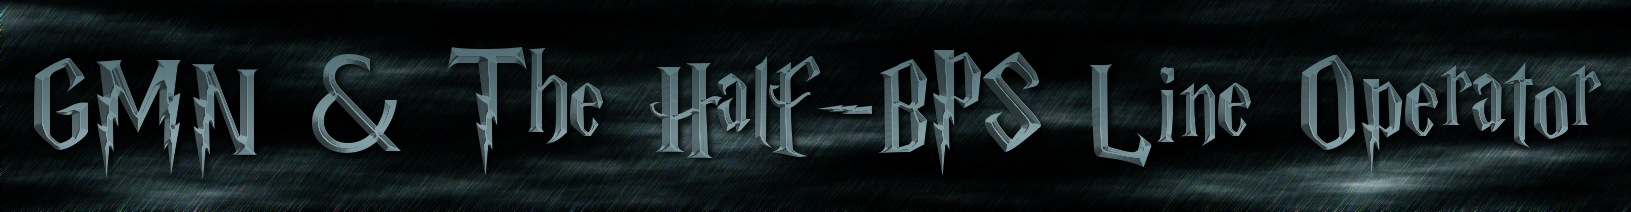 GMN & The Half-BPS Line Operator